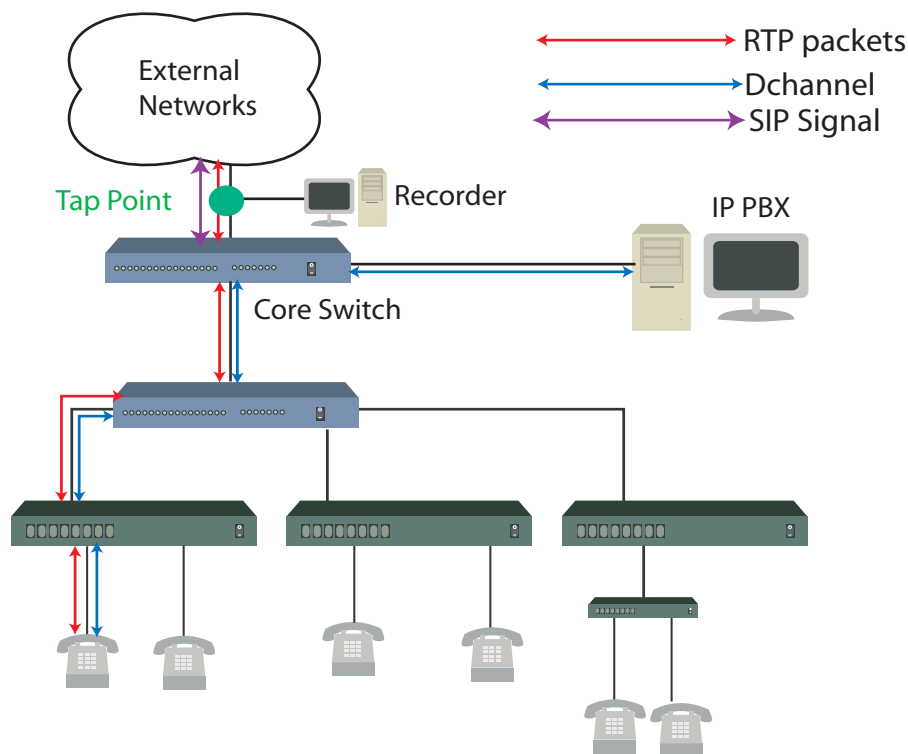 External
Networks
RTP packets
Dchannel
SIP Signal
Tap Point
Recorder
IP PBX
Core Switch